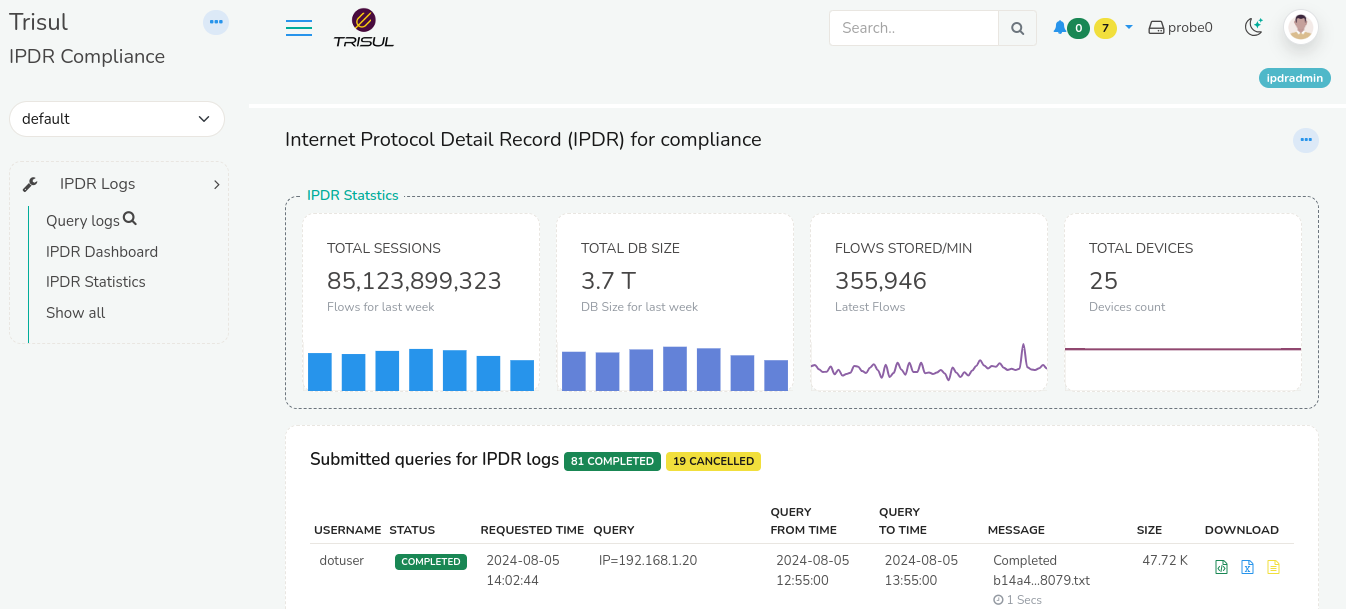 Trisul
IPDR Compliance
default
IPDR Logs
Query logs
IPDR Dashboard
IPDR Statistics
Show all
TRISUL
Search..
0
7
probe0
ipdradmin
Internet Protocol Detail Record (IPDR) for compliance
IPDR Statstics
TOTAL SESSIONS
85,123,899,323
Flows for last week
TOTAL DB SIZE
3.7 T
DB Size for last week
FLOWS STORED/MIN
355,946
Latest Flows
TOTAL DEVICES
25
Devices count
Submitted queries for IPDR logs 81 COMPLETED 19 CANCELLED
USERNAME STATUS REQUESTED TIME QUERY QUERY FROM TIME QUERY TO TIME MESSAGE SIZE DOWNLOAD
dotuser COMPLETED 2024-08-05 IP=192.168.1.20 2024-08-05 2024-08-05 Completed 47.72 K
14:02:44 12:55:00 13:55:00 b14a4...8079.txt
1 Secs